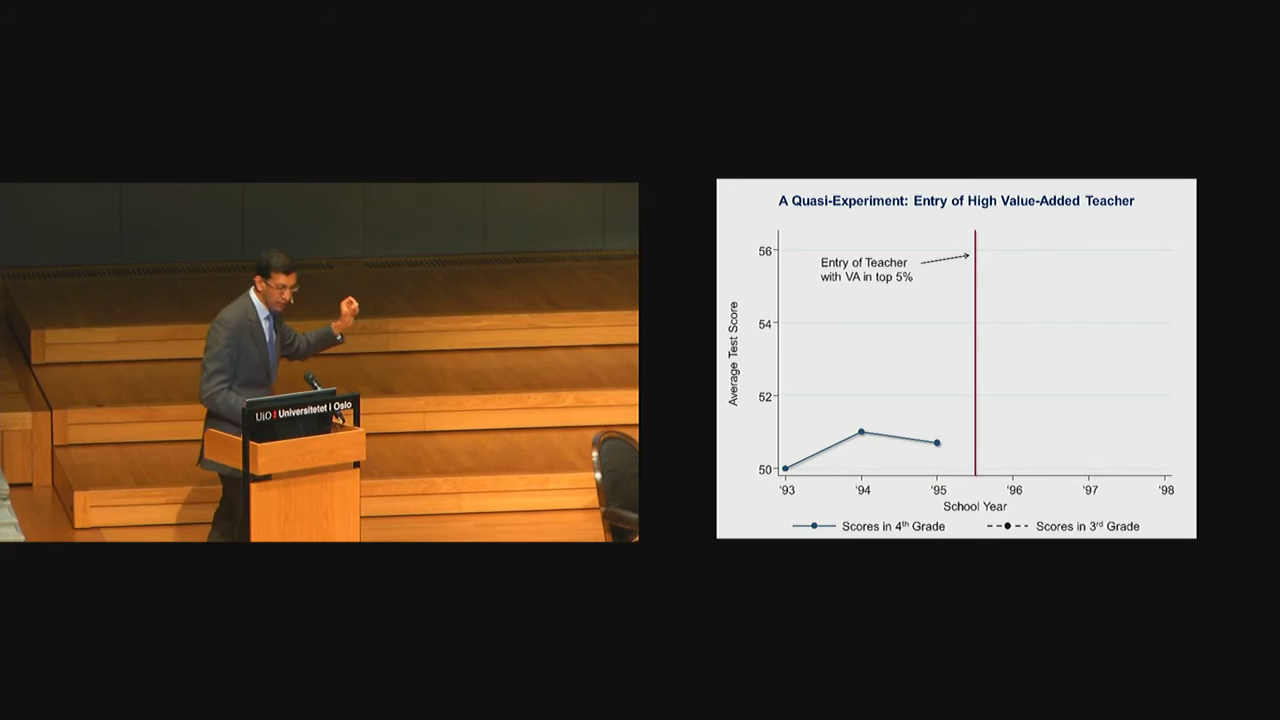 UiO Universitetet i Oslo
A Quasi-Experiment: Entry of High Value-Added Teacher
56
54
52
50
Average Test Score
Entry of Teacher
with VA in top 5%
'93 '94 '95 '96 '97 '98
School Year
Scores in 4th Grade Scores in 3rd Grade